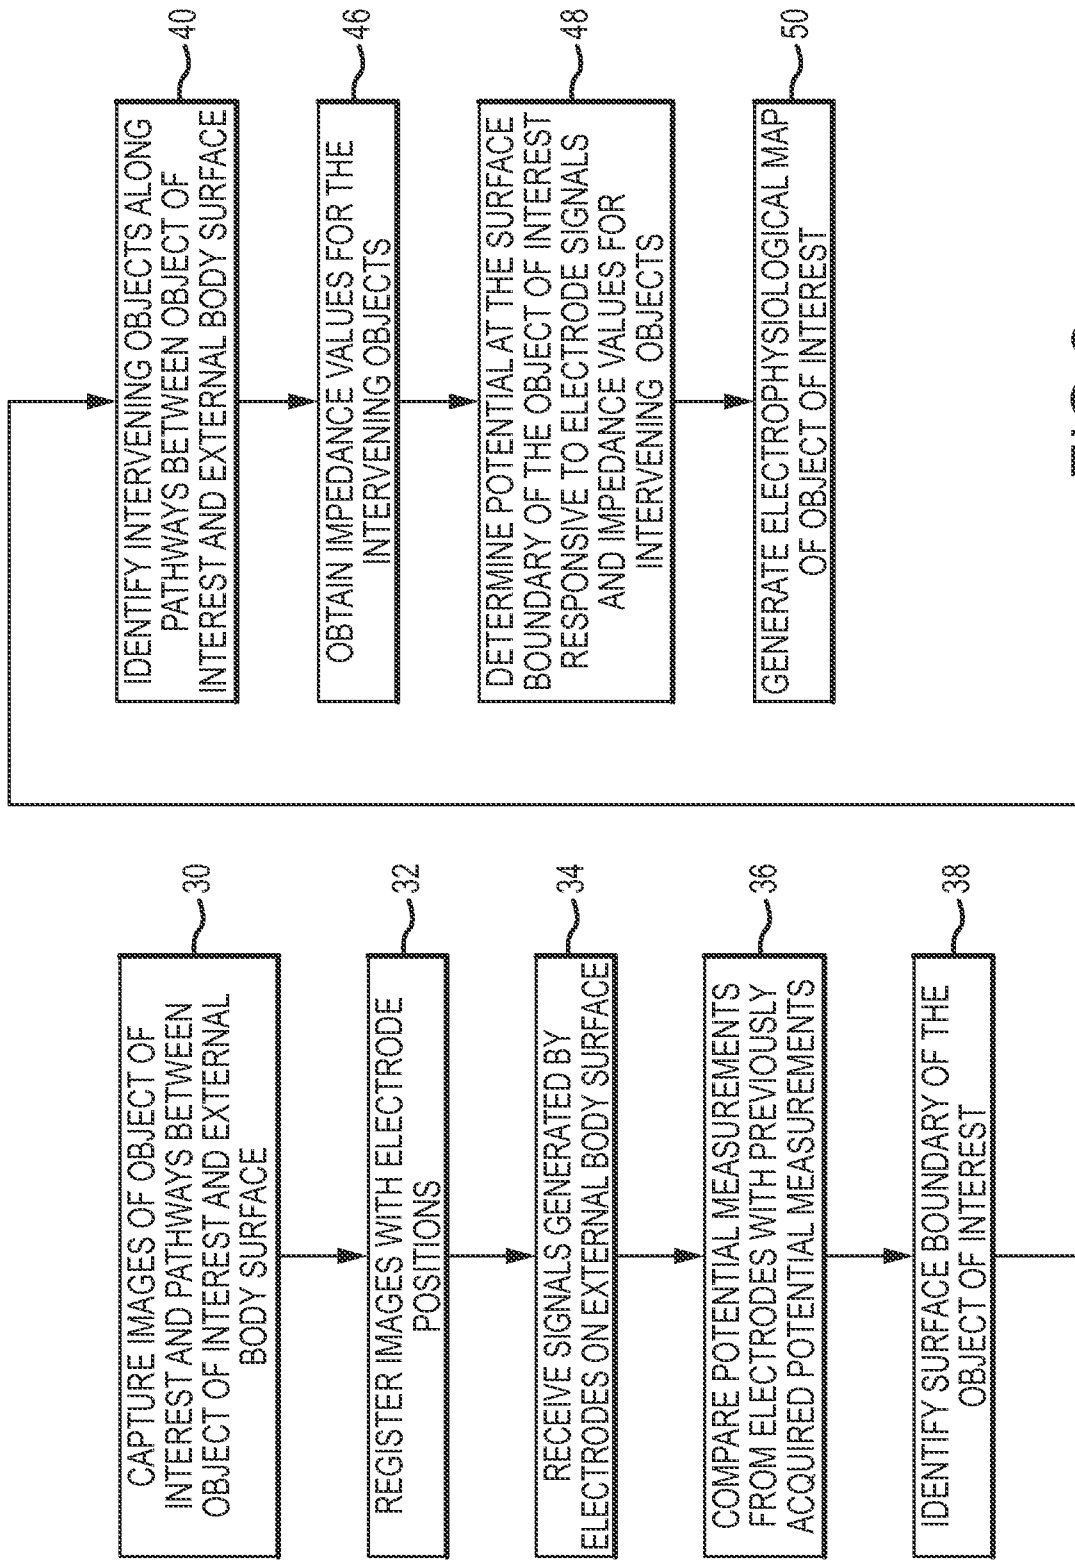 CAPTURE IMAGES OF OBJECT OF
INTEREST AND PATHWAYS BETWEEN
OBJECT OF INTEREST AND EXTERNAL
BODY SURFACE
30
REGISTER IMAGES WITH ELECTRODE
POSITIONS
32
RECEIVE SIGNALS GENERATED BY
ELECTRODES ON EXTERNAL BODY SURFACE
34
COMPARE POTENTIAL MEASUREMENTS
FROM ELECTRODES WITH PREVIOUSLY
ACQUIRED POTENTIAL MEASUREMENTS
36
IDENTIFY SURFACE BOUNDARY OF THE
OBJECT OF INTEREST
38
IDENTIFY INTERVENING OBJECTS ALONG
PATHWAYS BETWEEN OBJECT OF
INTEREST AND EXTERNAL BODY SURFACE
40
OBTAIN IMPEDANCE VALUES FOR THE
INTERVENING OBJECTS
46
DETERMINE POTENTIAL AT THE SURFACE
BOUNDARY OF THE OBJECT OF INTEREST
RESPONSIVE TO ELECTRODE SIGNALS
AND IMPEDANCE VALUES FOR
INTERVENING OBJECTS
48
GENERATE ELECTROPHYSIOLOGICAL MAP
OF OBJECT OF INTEREST
50